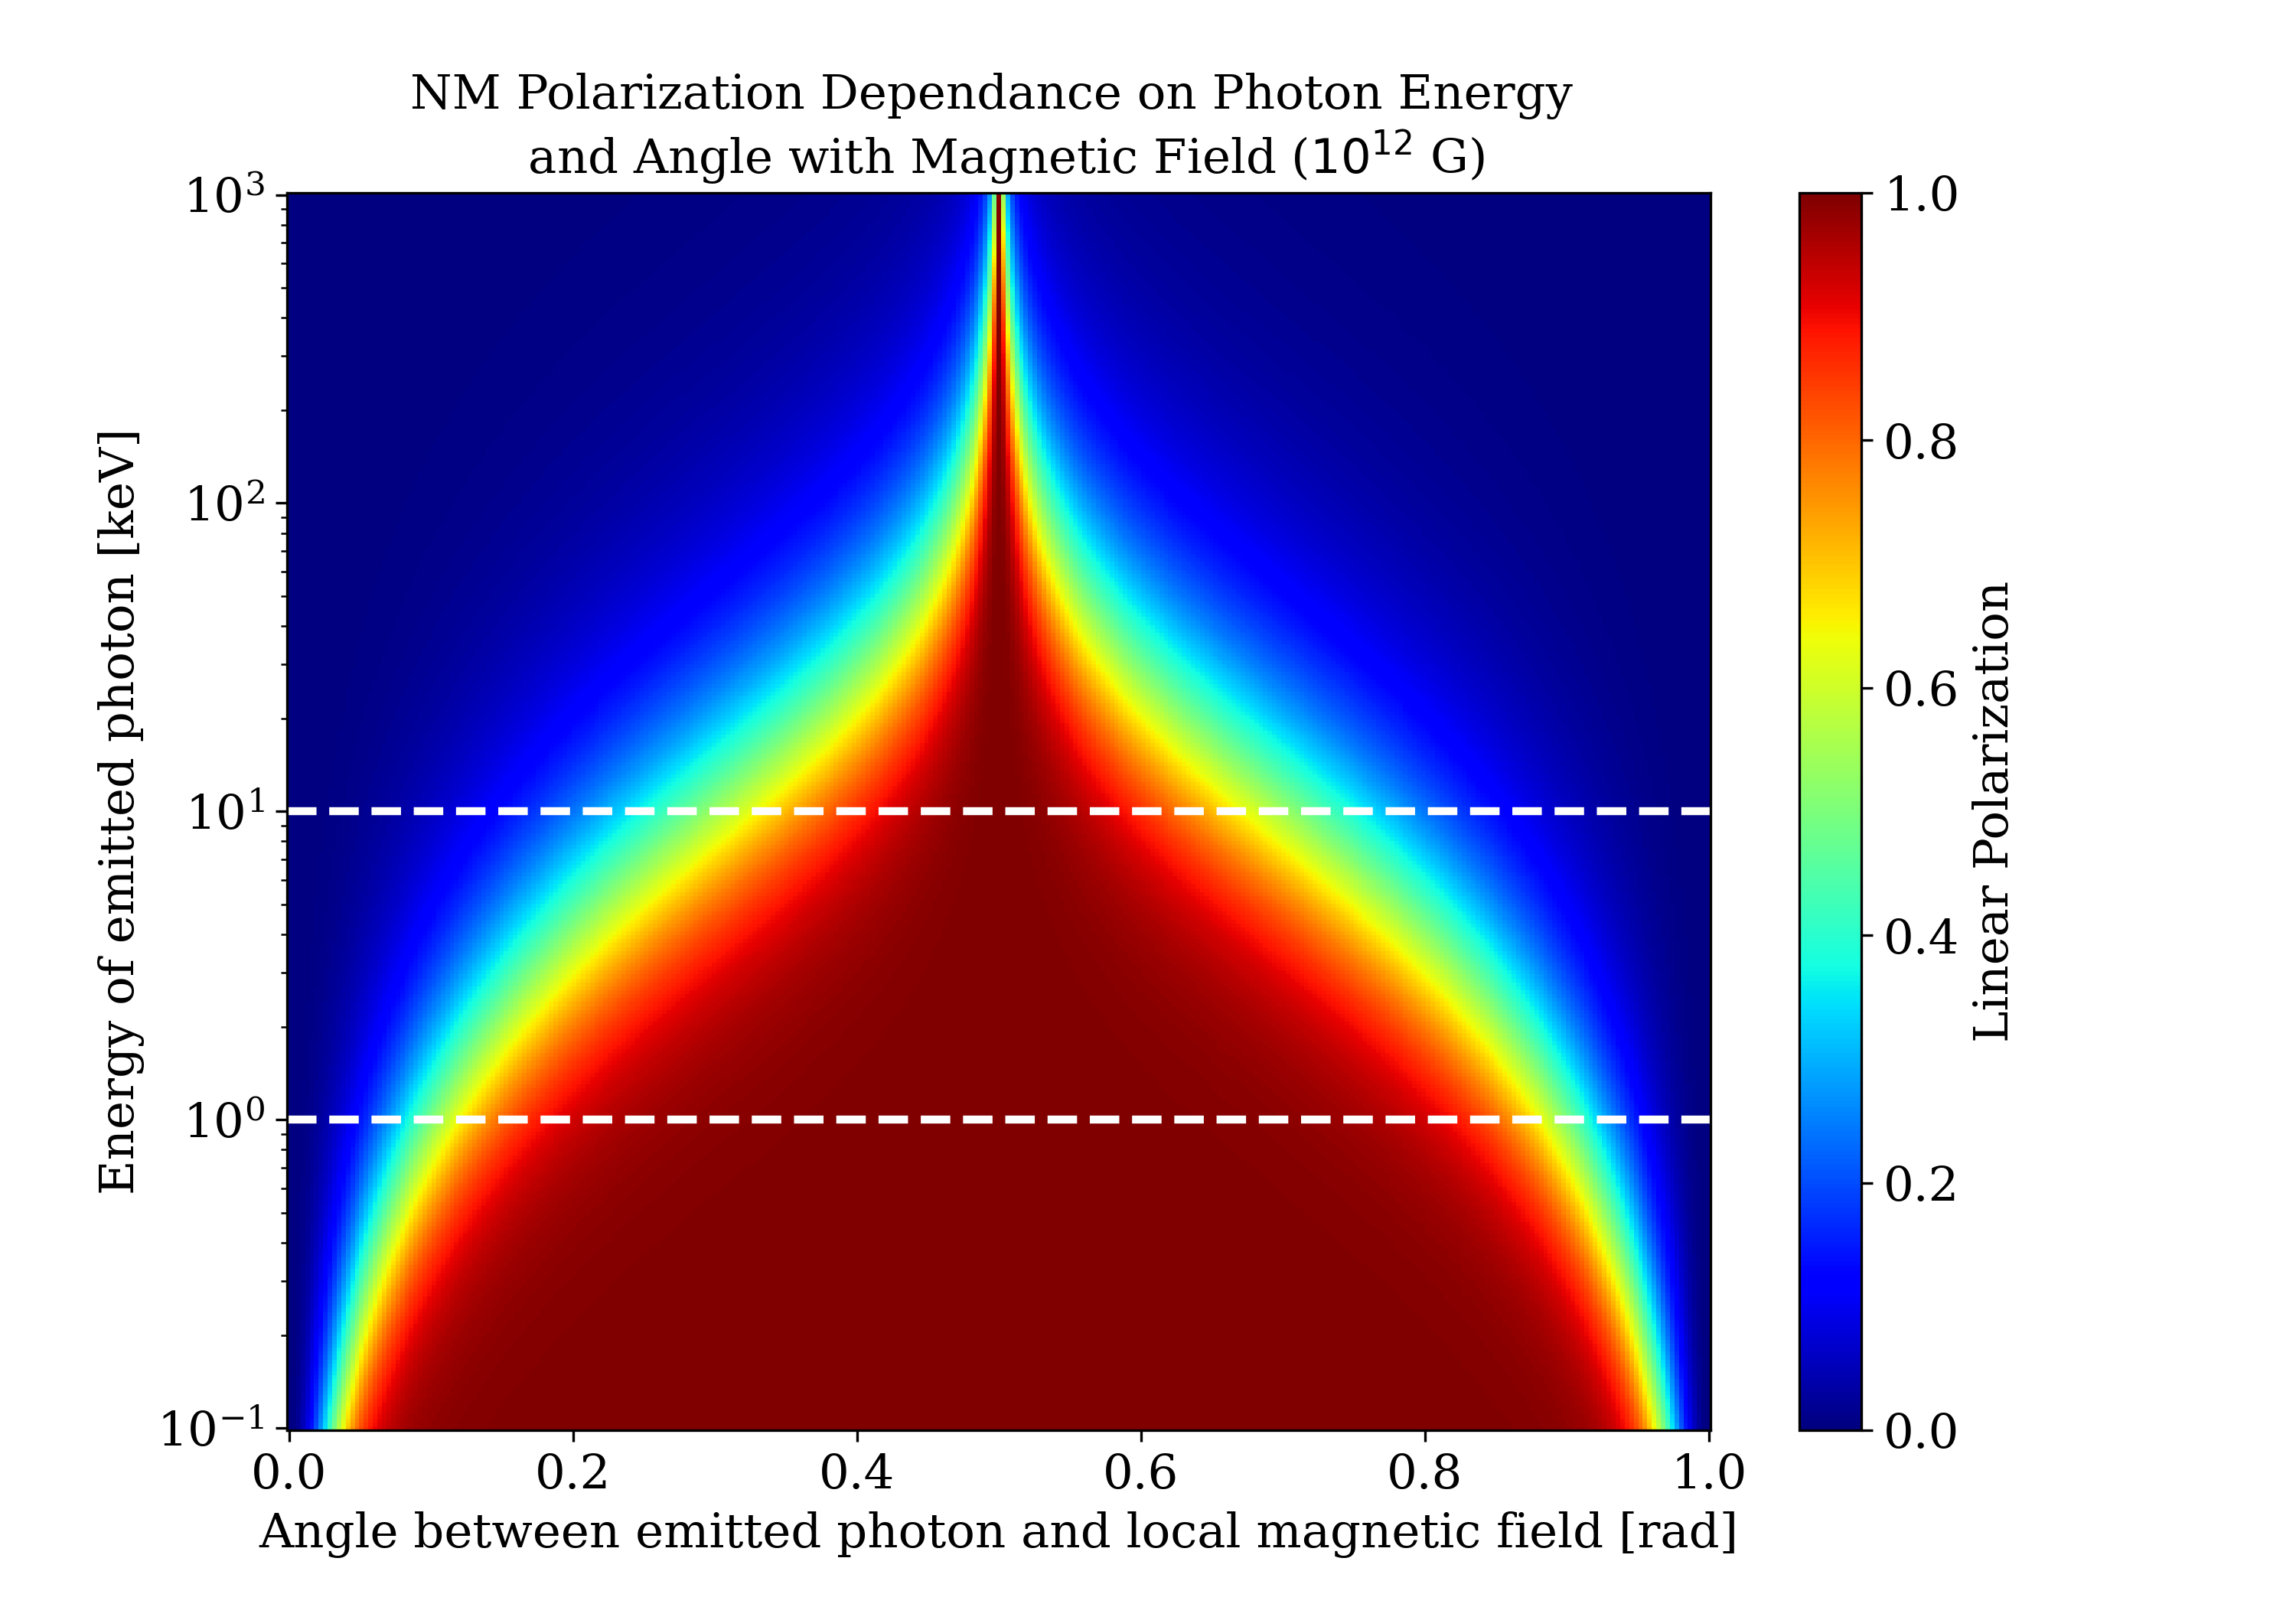 NM Polarization Dependance on Photon Energy
and Angle with Magnetic Field (10¹² G)
10³
10²
10¹
10⁰
10⁻¹
Energy of emitted photon [keV]
0.0 0.2 0.4 0.6 0.8 1.0
Angle between emitted photon and local magnetic field [rad]
1.0
0.8
0.6
0.4
0.2
0.0
Linear Polarization